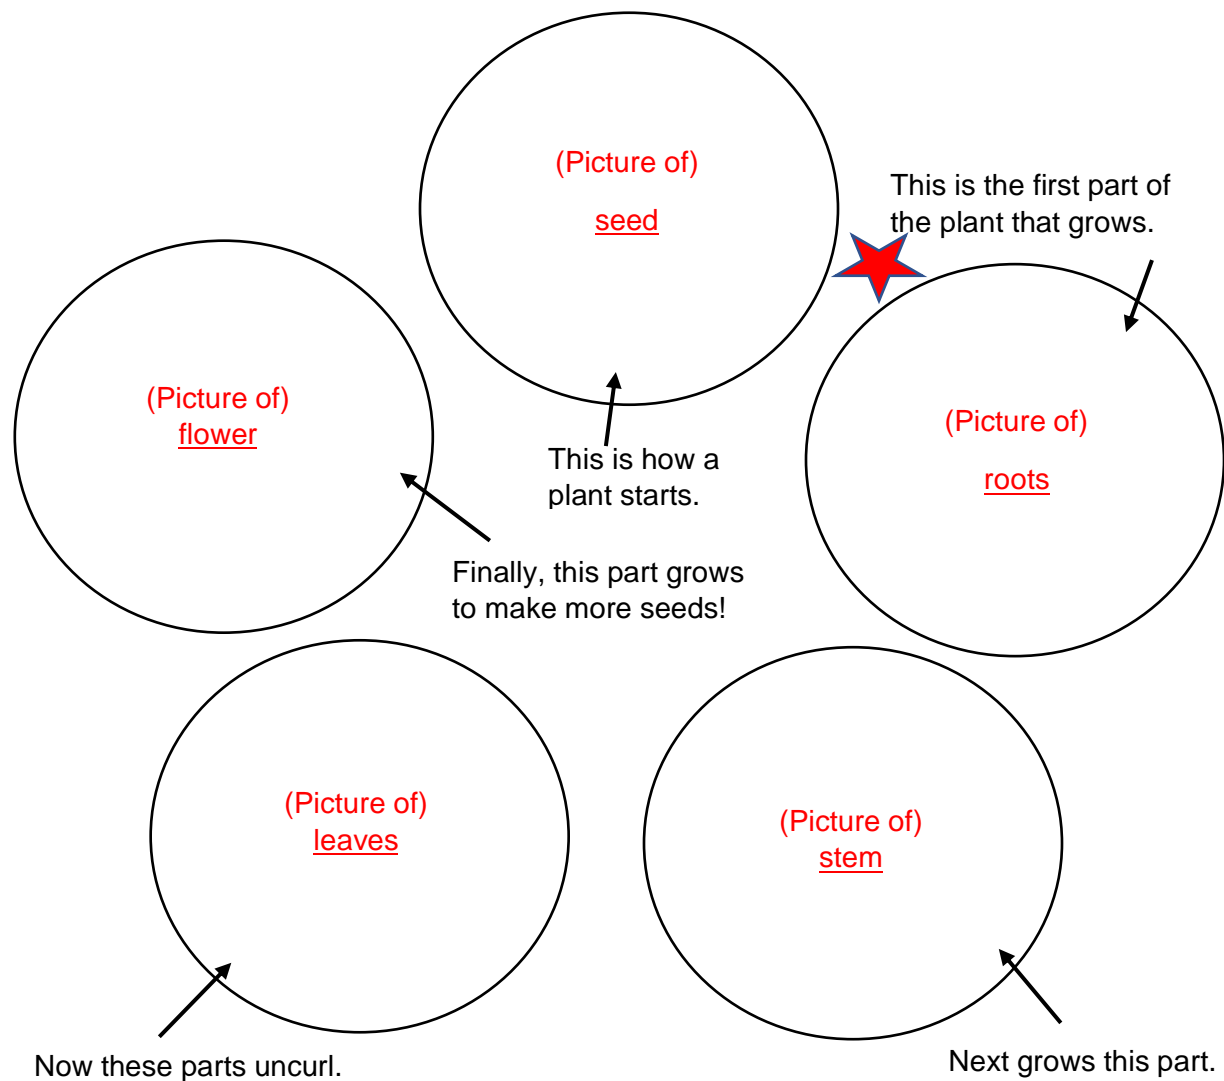 (Picture of)
seed
This is how a
plant starts.
This is the first part of
the plant that grows.
(Picture of)
roots
(Picture of)
stem
Next grows this part.
(Picture of)
leaves
Now these parts uncurl.
(Picture of)
flower
Finally, this part grows
to make more seeds!